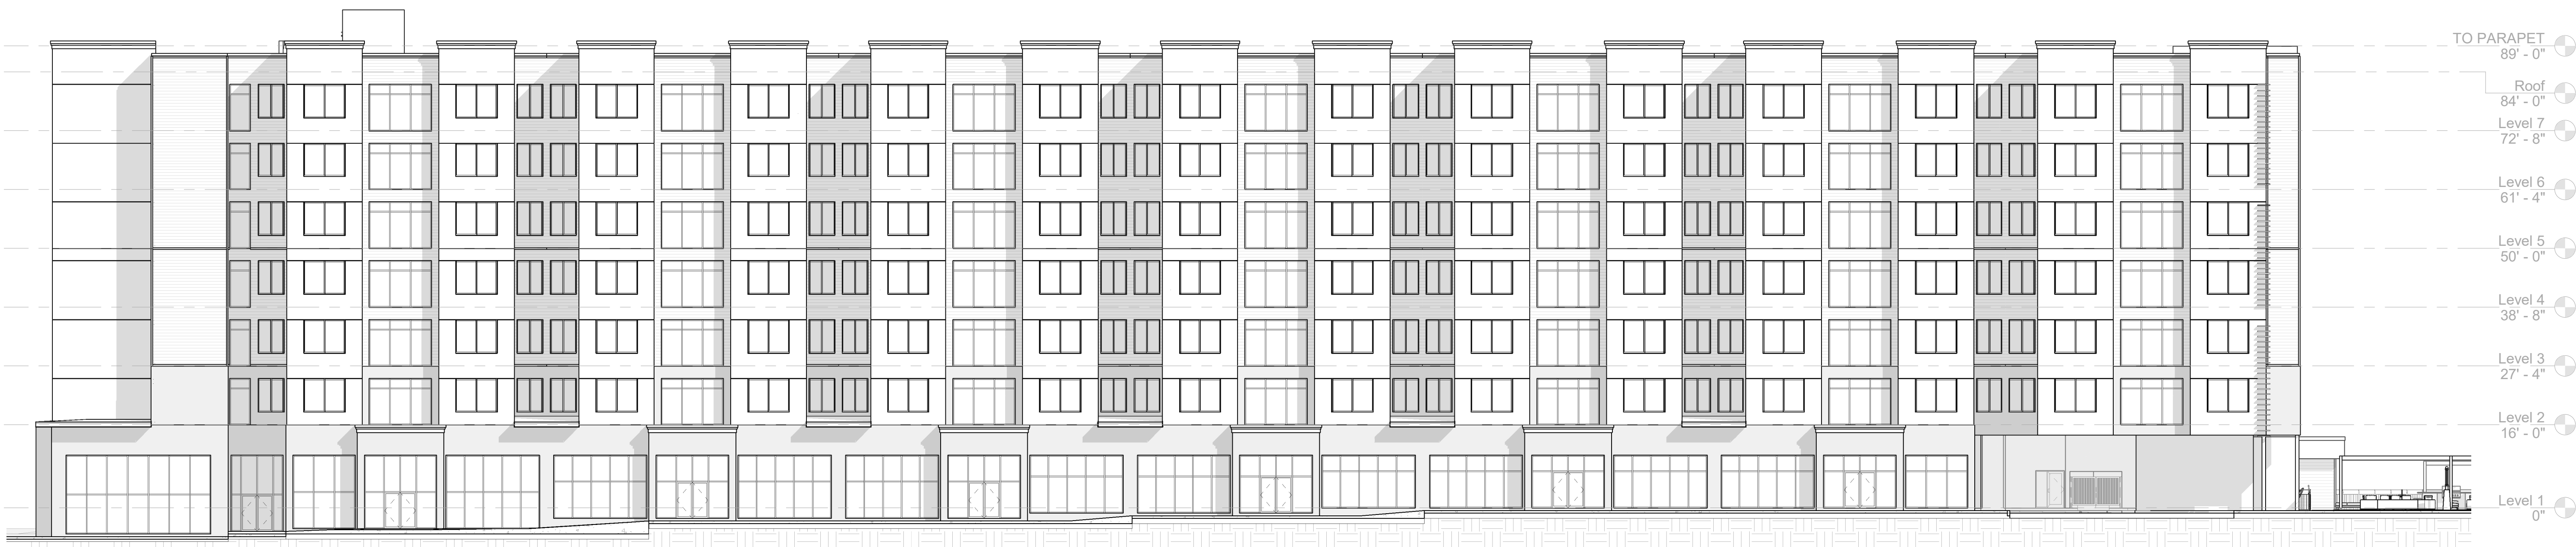 TO PARAPET
89' - 0"
Roof
84' - 0"
Level 7
72' - 8"
Level 6
61' - 4"
Level 5
50' - 0"
Level 4
38' - 8"
Level 3
27' - 4"
Level 2
16' - 0"
Level 1
0"